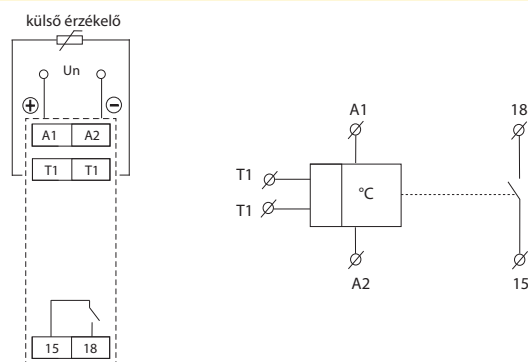 külső érzékelő
Un
+ −
A1 A2
T1 T1
15 18
A1
18
T1
T1
°C
A2
15